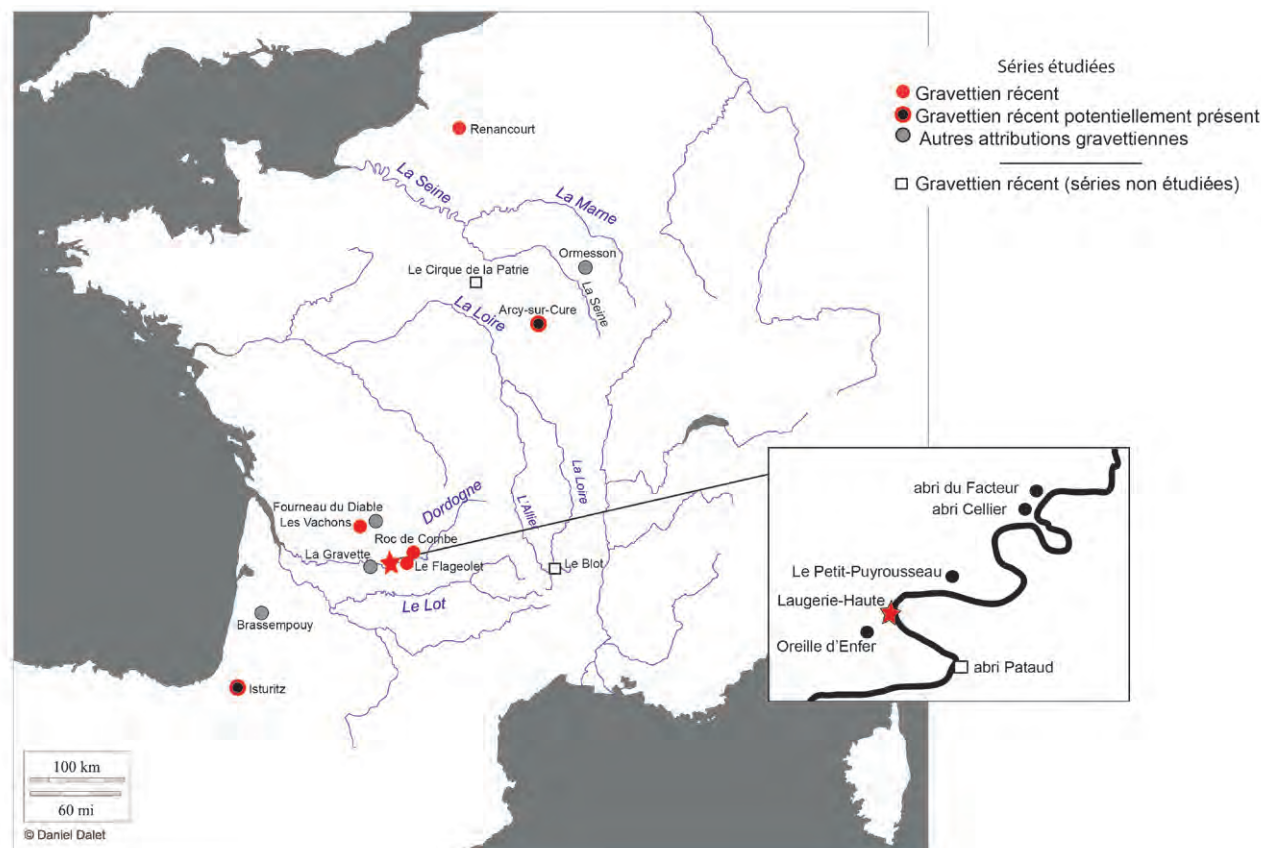 Séries étudiées
Gravettien récent
Gravettien récent potentiellement présent
Autres attributions gravettiennes
Gravettien récent (séries non étudiées)
Renancourt
La Seine
La Marne
Ormesson
Le Cirque de la Patrie
La Seine
Arcy-sur-Cure
La Loire
La Loire
L'Allier
Dordogne
Fourneau du Diable
Les Vachons
Roc de Combe
La Gravette
Le Flageolet
Le Blot
Le Lot
Brassempouy
Isturitz
abri du Facteur
abri Cellier
Le Petit-Puyrousseau
Laugerie-Haute
Oreille d'Enfer
abri Pataud
100 km
60 mi
© Daniel Dalet